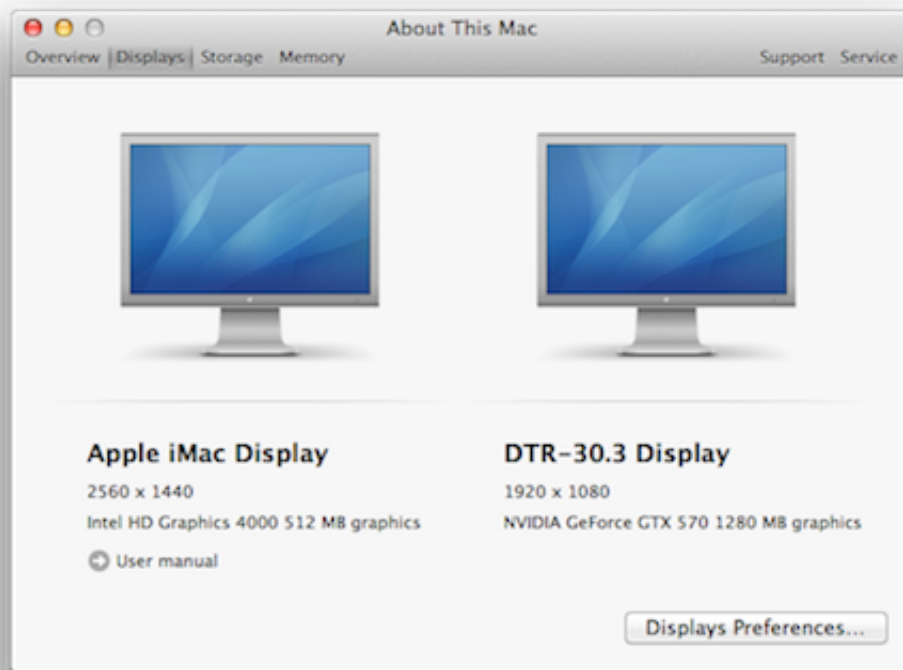 About This Mac
Overview Displays Storage Memory Support Service
Apple iMac Display
2560 x 1440
Intel HD Graphics 4000 512 MB graphics
User manual
DTR-30.3 Display
1920 x 1080
NVIDIA GeForce GTX 570 1280 MB graphics
Displays Preferences...